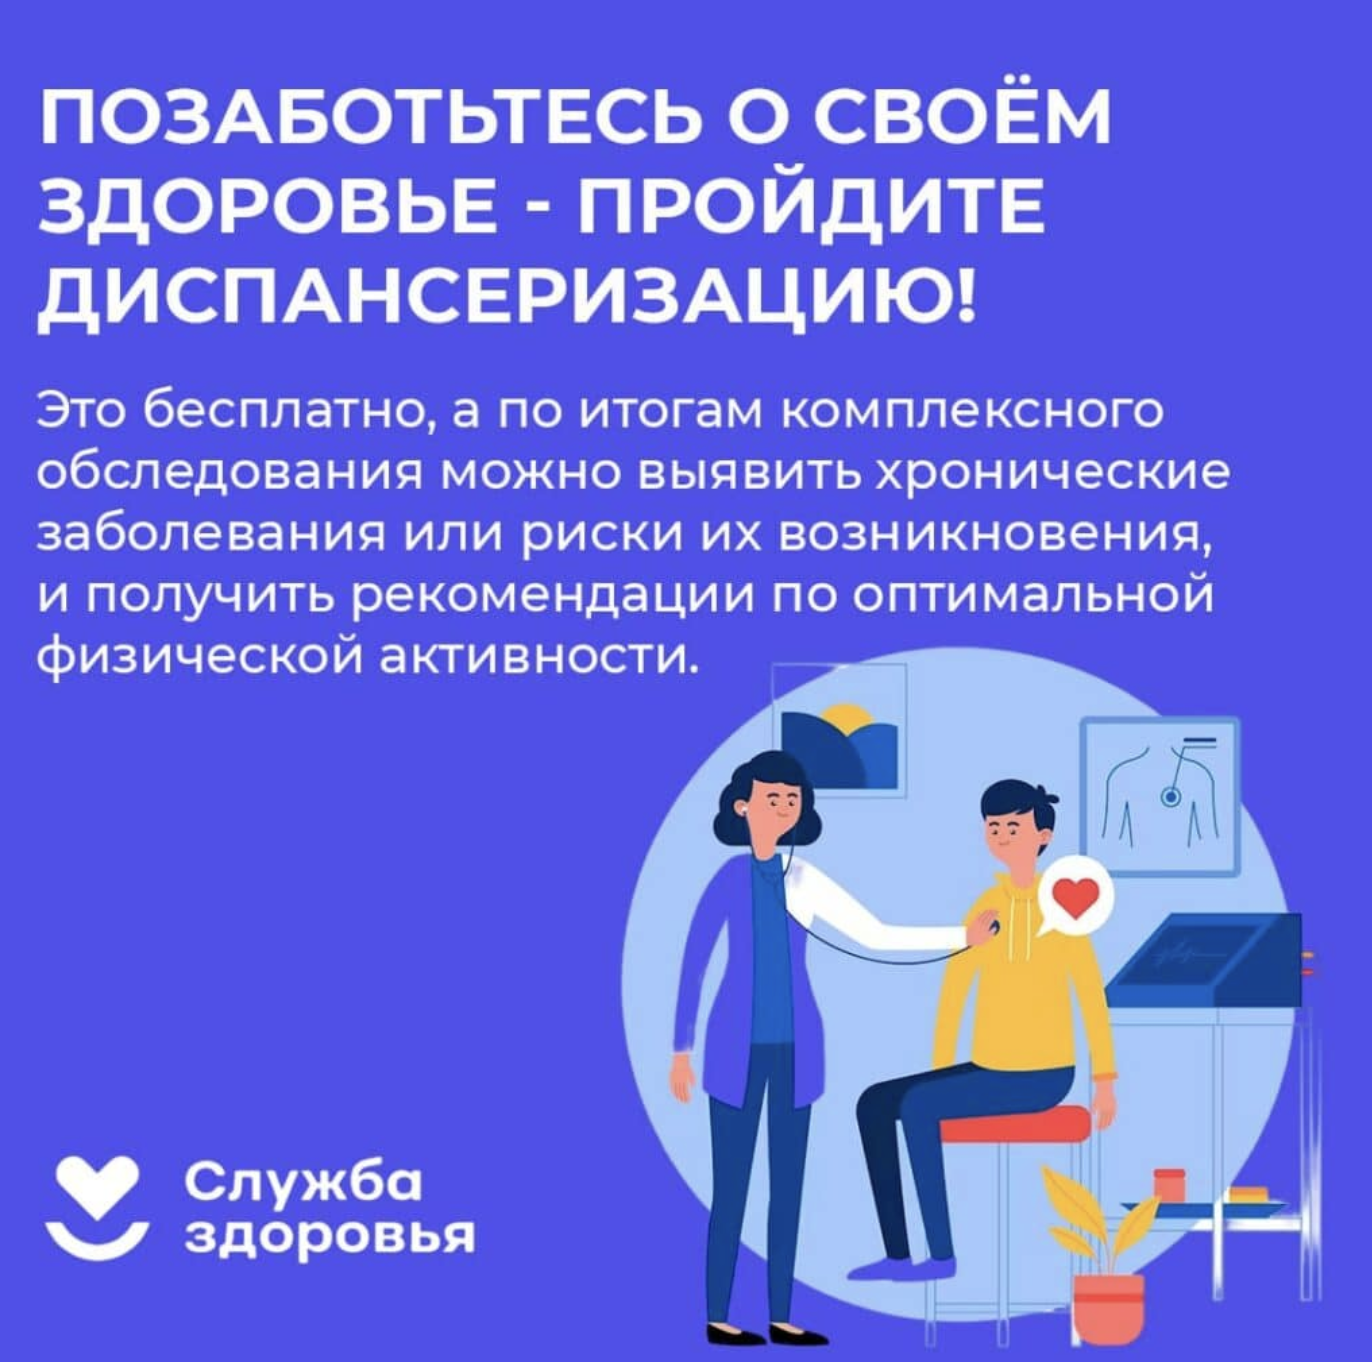 ПОЗАБОТЬТЕСЬ О СВОЁМ
ЗДОРОВЬЕ - ПРОЙДИТЕ
ДИСПАНСЕРИЗАЦИЮ!
Это бесплатно, а по итогам комплексного
обследования можно выявить хронические
заболевания или риски их возникновения,
и получить рекомендации по оптимальной
физической активности.
Служба
здоровья